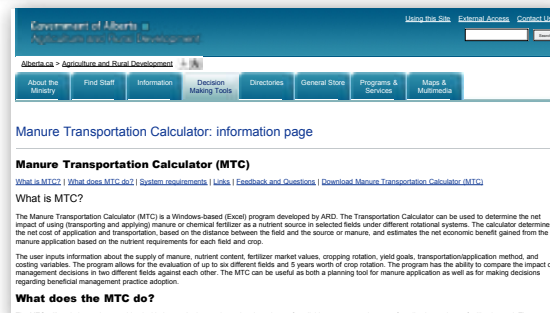 Government of Alberta
Agriculture and Rural Development
Using this Site External Access Contact Us
Alberta.ca > Agriculture and Rural Development
About the Ministry
Find Staff
Information
Decision Making Tools
Directories
General Store
Programs & Services
Maps & Multimedia
Manure Transportation Calculator: information page
Manure Transportation Calculator (MTC)
What is MTC? | What does MTC do? | System requirements | Links | Feedback and Questions | Download Manure Transportation Calculator (MTC)
What is MTC?
The Manure Transportation Calculator (MTC) is a Windows-based (Excel) program developed by ARD. The Transportation Calculator can be used to determine the net
impact of using (transporting and applying) manure or chemical fertilizer as a nutrient source in selected fields under different rotational systems. The calculator determines
the net cost of application and transportation, based on the distance between the field and the source or manure, and estimates the net economic benefit gained from the
manure application based on the nutrient requirements for each field and crop.
The user inputs information about the supply of manure, nutrient content, fertilizer market values, cropping rotation, yield goals, transportation/application method, and
costing variables. The program allows for the evaluation of up to six different fields and 5 years worth of crop rotation. The program has the ability to compare the impact of
management decisions in two different fields against each other. The MTC can be useful as both a planning tool for manure application as well as for making decisions
regarding beneficial management practice adoption.
What does the MTC do?